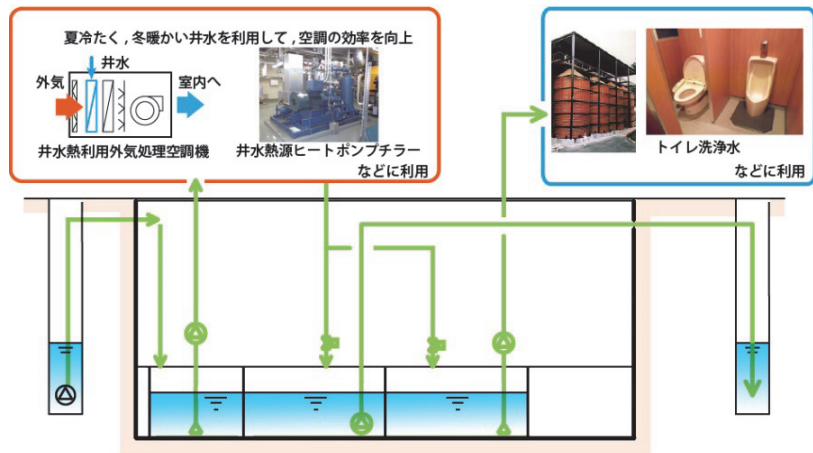 夏冷たく，冬暖かい井水を利用して，空調の効率を向上
井水
外気
室内へ
井水熱利用外気処理空調機
井水熱源ヒートポンプチラー
などに利用
トイレ洗浄水
などに利用